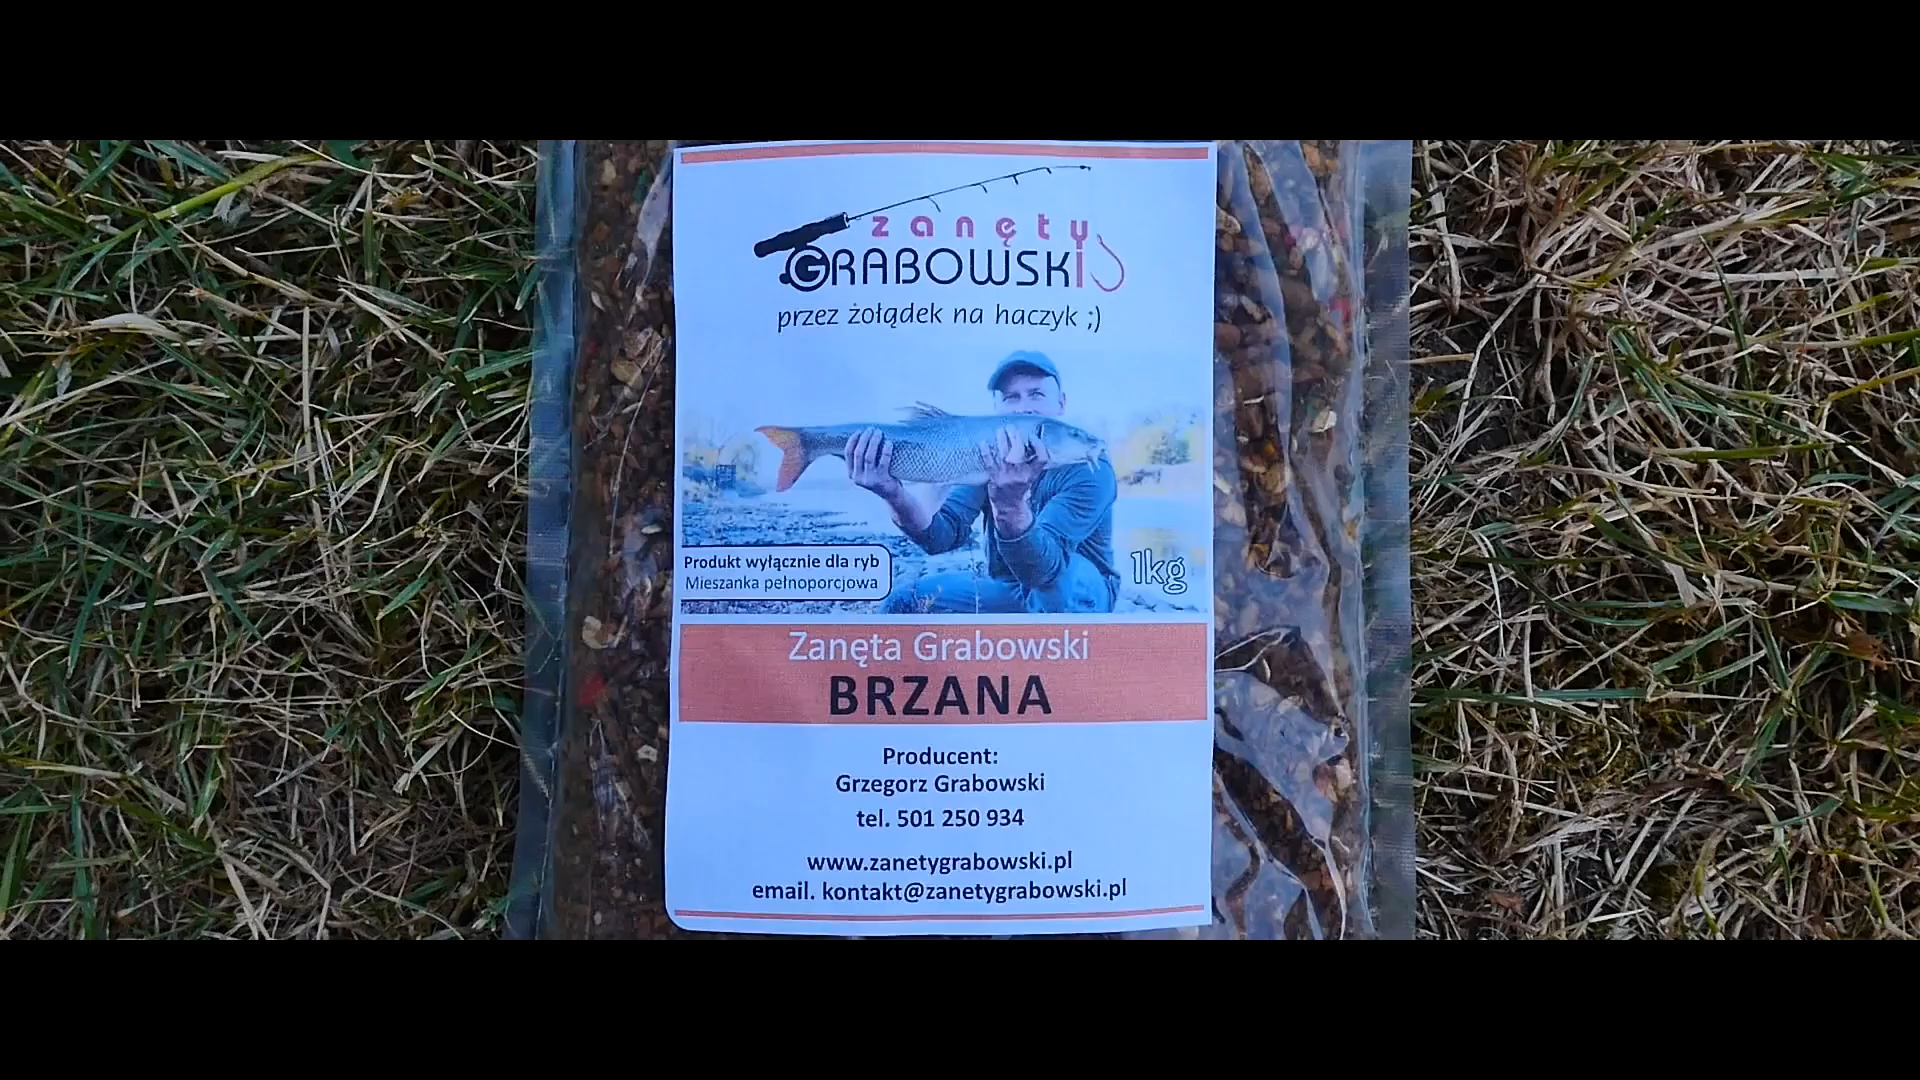 zanęty
GRABOWSKI
przez żołądek na haczyk ;)
Produkt wyłącznie dla ryb
Mieszanka pełnoporcjowa
1kg
Zanęta Grabowski
BRZANA
Producent:
Grzegorz Grabowski
tel. 501 250 934
www.zanetygrabowski.pl
email. kontakt@zanetygrabowski.pl